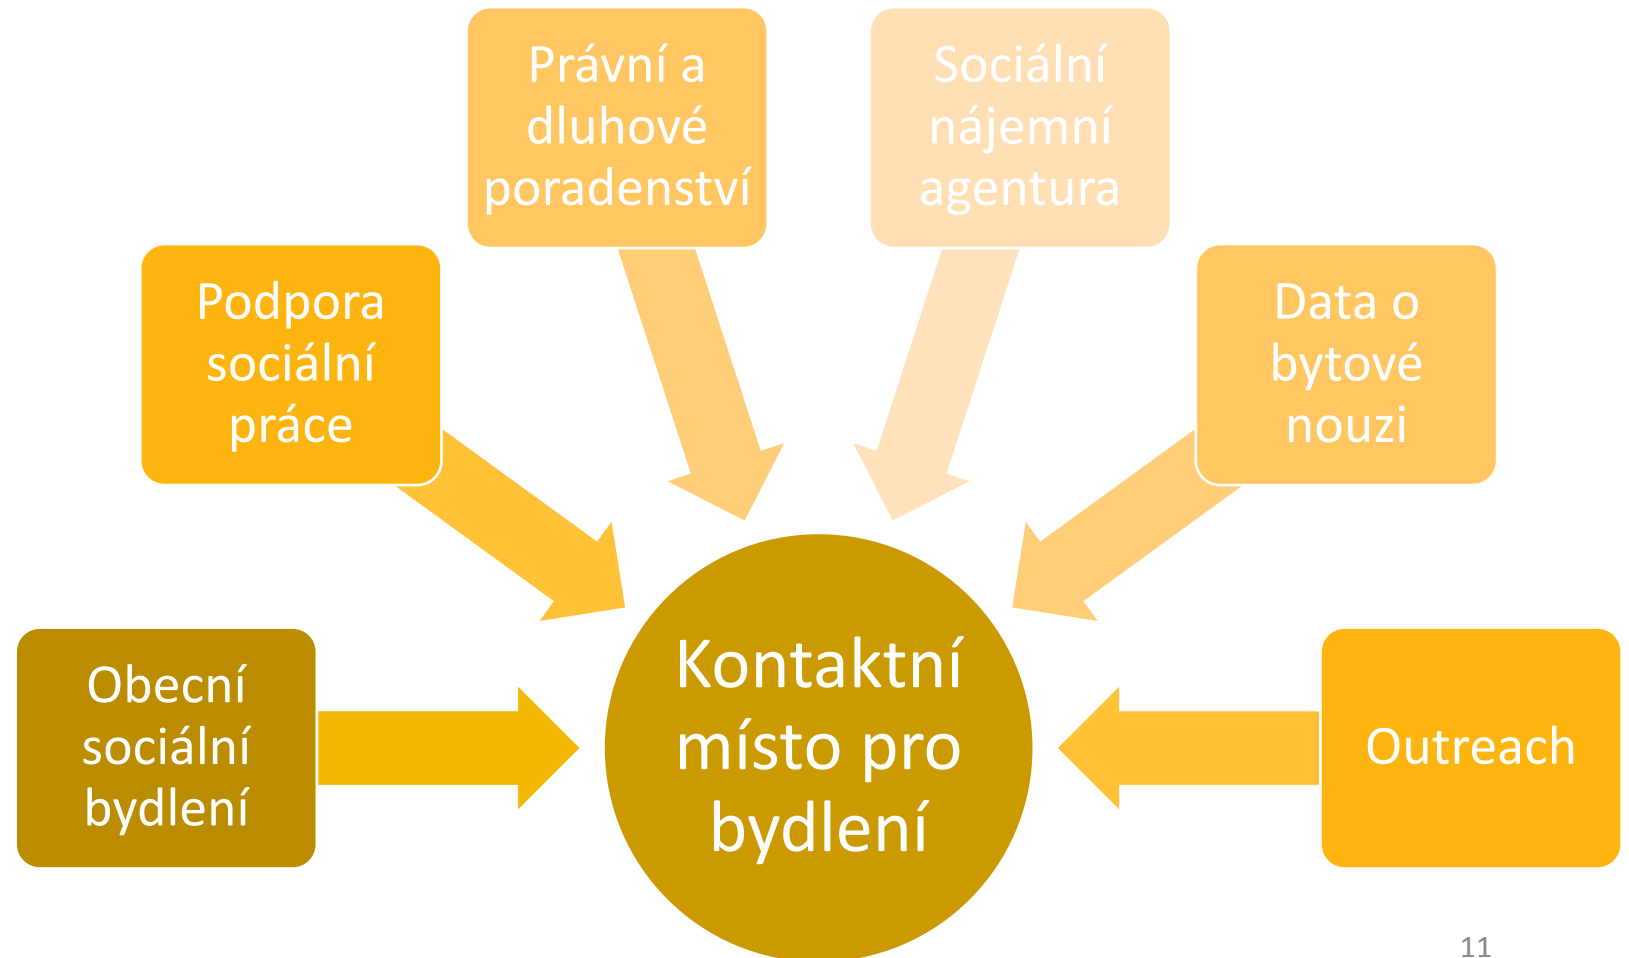 Právní a
dluhové
poradenství
Sociální
nájemní
agentura
Podpora
sociální
práce
Data o
bytové
nouzi
Obecní
sociální
bydlení
Kontaktní
místo pro
bydlení
Outreach
11